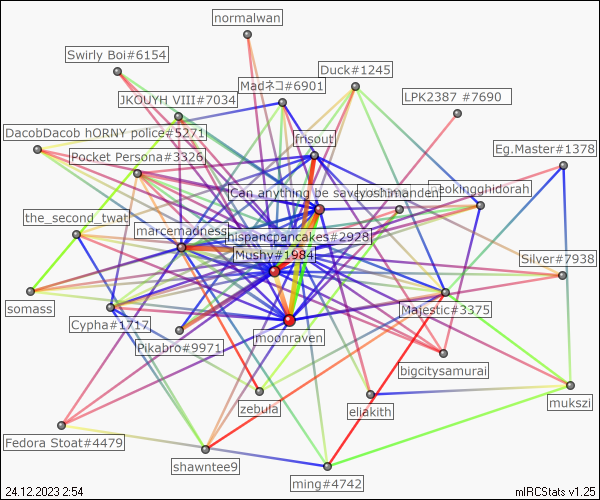 normalwan
Swirly Boi#6154
Duck#1245
Madネコ#6901
JKOUYH VIII#7034
LPK2387 #7690
DacobDacob hORNY police#5271
frisout
Eg.Master#1378
Pocket Persona#3326
Can anything be save
yoshimanden
eokingghidorah
the_second_twat
marcemadness
hispancpancakes#2928
Mushy#1984
Silver#7938
somass
Cypha#1717
Majestic#3375
Pikabro#9971
moonraven
bigcitysamurai
mukszi
zebula
eliakith
Fedora Stoat#4479
shawntee9
ming#4742
24.12.2023 2:54
mIRCStats v1.25